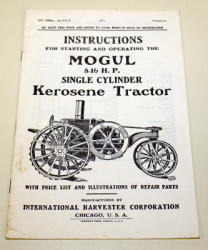 INSTRUCTIONS
FOR STARTING AND OPERATING THE
MOGUL
8-16 H. P.
SINGLE CYLINDER
Kerosene Tractor
WITH PRICE LIST AND ILLUSTRATIONS OF REPAIR PARTS
MANUFACTURED BY
INTERNATIONAL HARVESTER CORPORATION
CHICAGO, U. S. A.